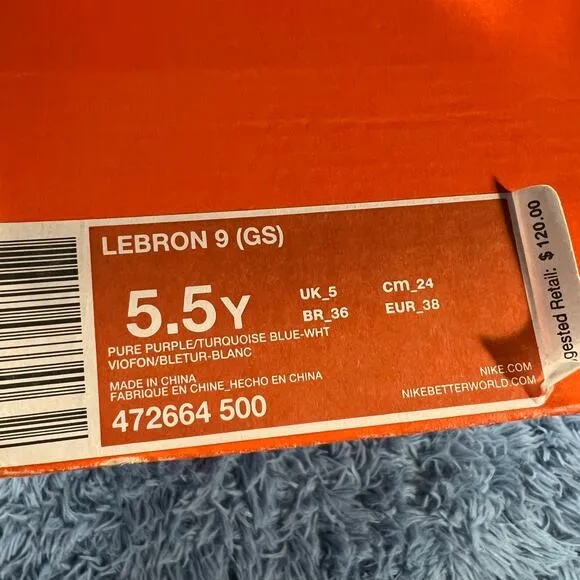 LEBRON 9 (GS)
5.5Y
UK_5
cm_24
BR_36
EUR_38
PURE PURPLE/TURQUOISE BLUE-WHT
VIOFON/BLETUR-BLANC
MADE IN CHINA
FABRIQUE EN CHINE_HECHO EN CHINA
472664 500
NIKE.COM
NIKEBETTERWORLD.COM
Retail: $ 120.00